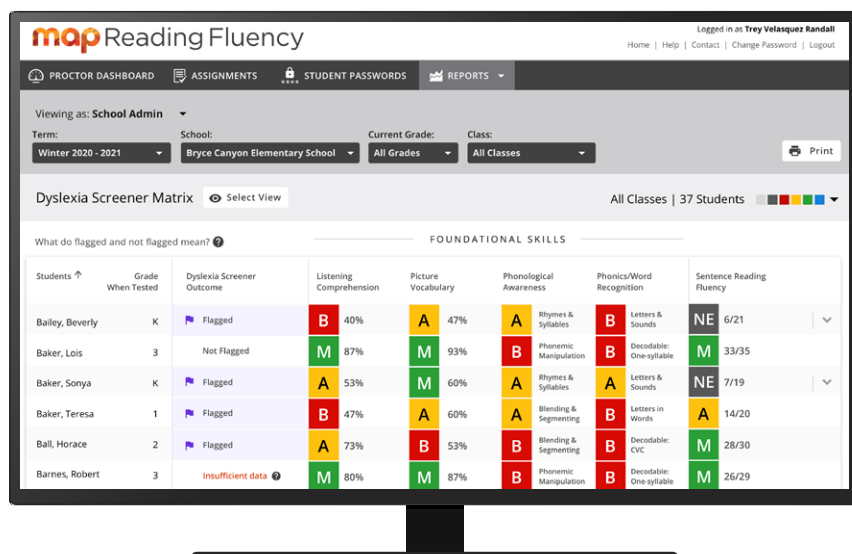 map Reading Fluency
Logged in as Trey Velasquez Randall
Home | Help | Contact | Change Password | Logout
PROCTOR DASHBOARD ASSIGNMENTS STUDENT PASSWORDS REPORTS
Viewing as: School Admin
Term: School: Current Grade: Class:
Winter 2020 - 2021 Bryce Canyon Elementary School All Grades All Classes Print
Dyslexia Screener Matrix Select View All Classes | 37 Students
What do flagged and not flagged mean? ? FOUNDATIONAL SKILLS
Students Grade Dyslexia Screener Listening Picture Phonological Phonics/Word Sentence Reading
When Tested Outcome Comprehension Vocabulary Awareness Recognition Fluency
Bailey, Beverly K Flagged B 40% A 47% A Rhymes & B Letters & NE 6/21
Syllables Sounds
Baker, Lois 3 Not Flagged M 87% M 93% B Phonemic B Decodable: M 33/35
Manipulation One-syllable
Baker, Sonya K Flagged A 53% M 60% A Rhymes & A Letters & NE 7/19
Syllables Sounds
Baker, Teresa 1 Flagged B 47% A 60% A Blending & B Letters in A 14/20
Segmenting Words
Ball, Horace 2 Flagged A 73% B 53% B Blending & B Decodable: M 28/30
Segmenting CVC
Barnes, Robert 3 Insufficient data ? M 80% M 87% B Phonemic B Decodable: M 26/29
Manipulation One-syllable